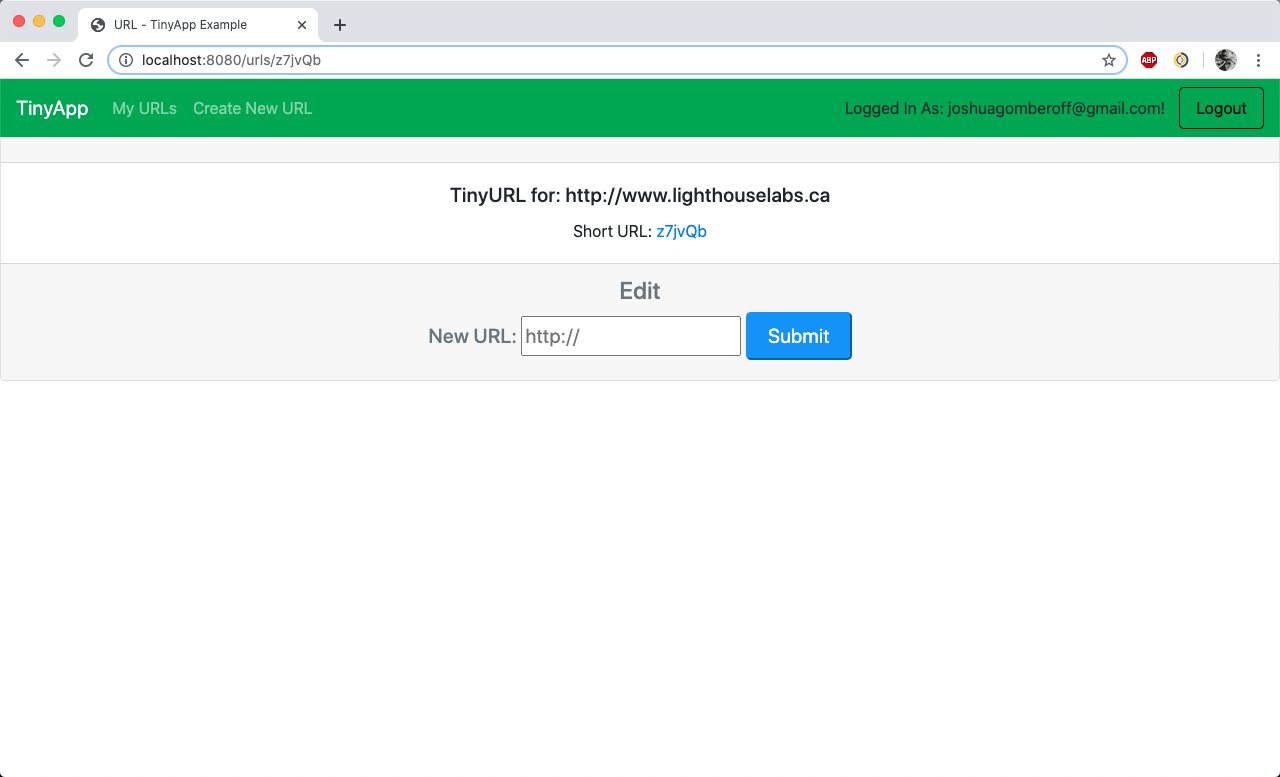 URL - TinyApp Example
localhost:8080/urls/z7jvQb
ABP
TinyApp My URLs Create New URL Logged In As: joshuagomberoff@gmail.com! Logout
TinyURL for: http://www.lighthouselabs.ca
Short URL: z7jvQb
Edit
New URL: http:// Submit